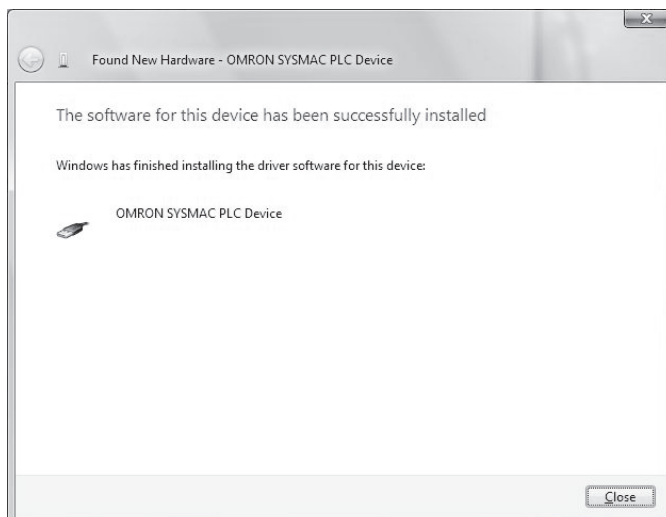 Found New Hardware - OMRON SYSMAC PLC Device
The software for this device has been successfully installed
Windows has finished installing the driver software for this device:
OMRON SYSMAC PLC Device
Close